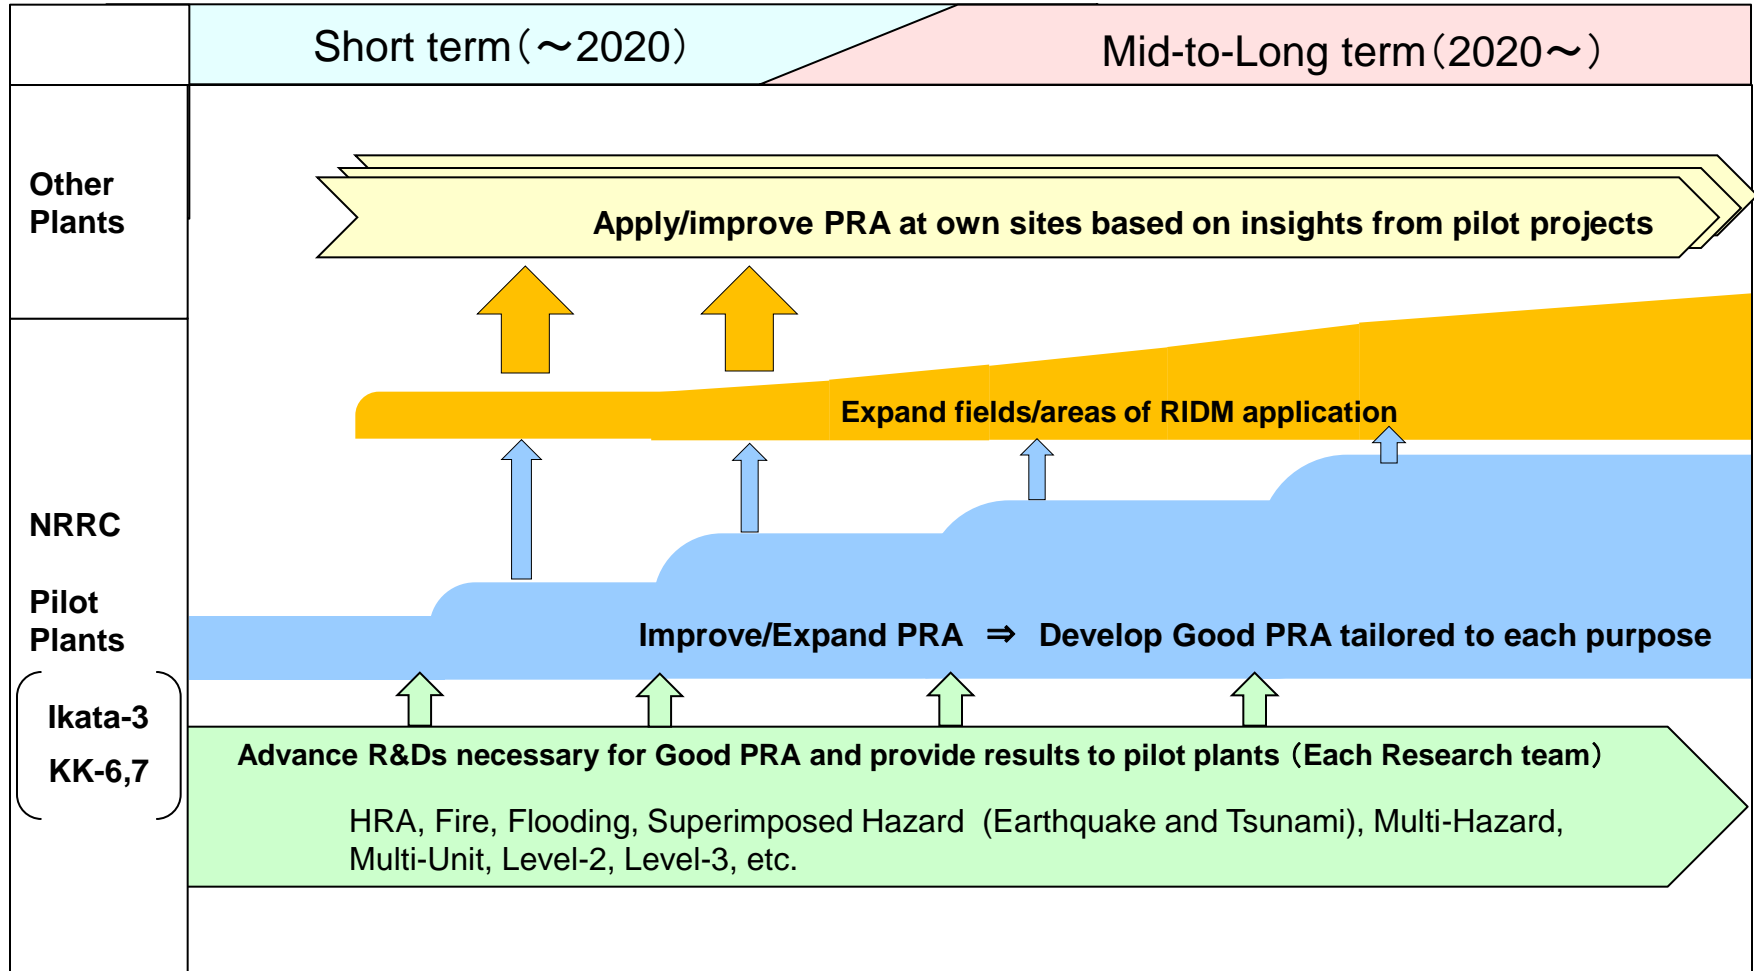 Short term（～2020）
Mid-to-Long term（2020～）
Other
Plants
Apply/improve PRA at own sites based on insights from pilot projects
Expand fields/areas of RIDM application
NRRC
Pilot
Plants
Improve/Expand PRA ⇒ Develop Good PRA tailored to each purpose
Ikata-3
KK-6,7
Advance R&Ds necessary for Good PRA and provide results to pilot plants（Each Research team）
HRA, Fire, Flooding, Superimposed Hazard (Earthquake and Tsunami), Multi-Hazard,
Multi-Unit, Level-2, Level-3, etc.